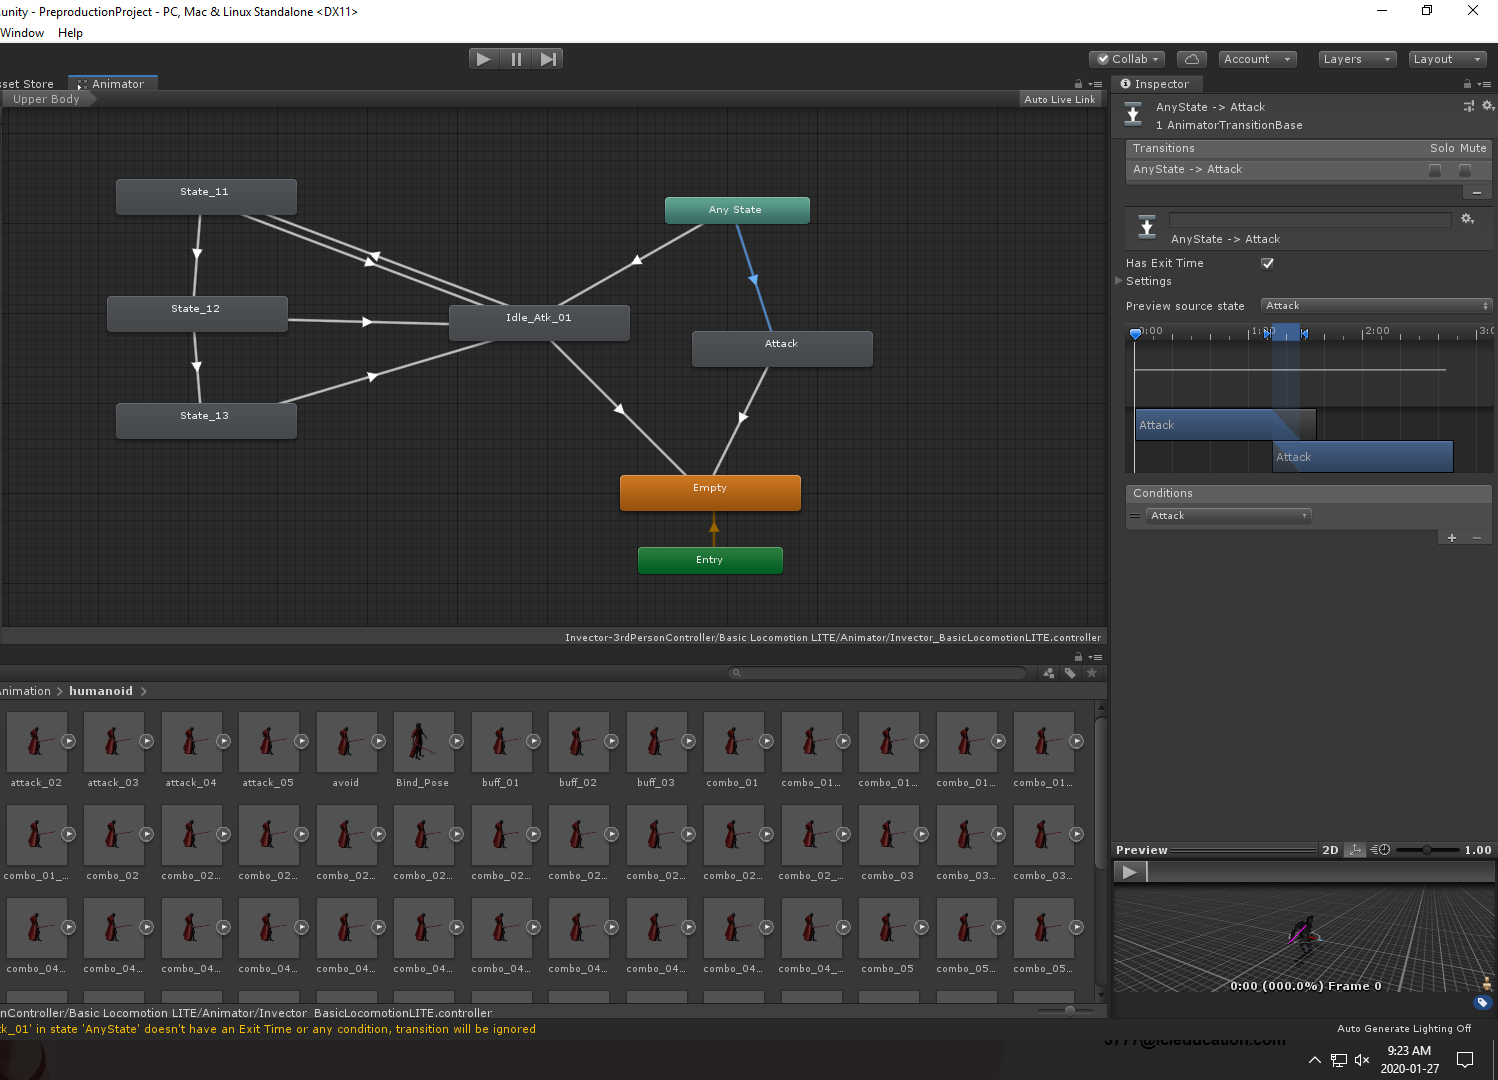 unity - PreproductionProject - PC, Mac & Linux Standalone <DX11>
Window Help
Collab
Account
Layers
Layout
sset Store
Animator
Inspector
Upper Body
Auto Live Link
AnyState -> Attack
1 AnimatorTransitionBase
Transitions Solo Mute
AnyState -> Attack
AnyState -> Attack
Has Exit Time
Settings
Preview source state Attack
0:00 1:00 2:00 3:0
Attack
Attack
Conditions
Attack
State_11
Any State
State_12
Idle_Atk_01
Attack
State_13
Empty
Entry
Invector-3rdPersonController/Basic Locomotion LITE/Animator/Invector_BasicLocomotionLITE.controller
Animation > humanoid >
attack_02 attack_03 attack_04 attack_05 avoid Bind_Pose buff_01 buff_02 buff_03 combo_01 combo_01... combo_01... combo_01... combo_01...
combo_01_... combo_02 combo_02... combo_02... combo_02... combo_02... combo_02... combo_02... combo_02... combo_02... combo_02_... combo_03 combo_03... combo_03...
combo_04... combo_04... combo_04... combo_04... combo_04... combo_04... combo_04... combo_04... combo_04... combo_04... combo_04_... combo_05 combo_05... combo_05...
Preview 2D 1.00
0:00 (000.0%) Frame 0
nController/Basic Locomotion LITE/Animator/Invector_BasicLocomotionLITE.controller
tk_01' in state 'AnyState' doesn't have an Exit Time or any condition, transition will be ignored
Auto Generate Lighting Off
9:23 AM
2020-01-27